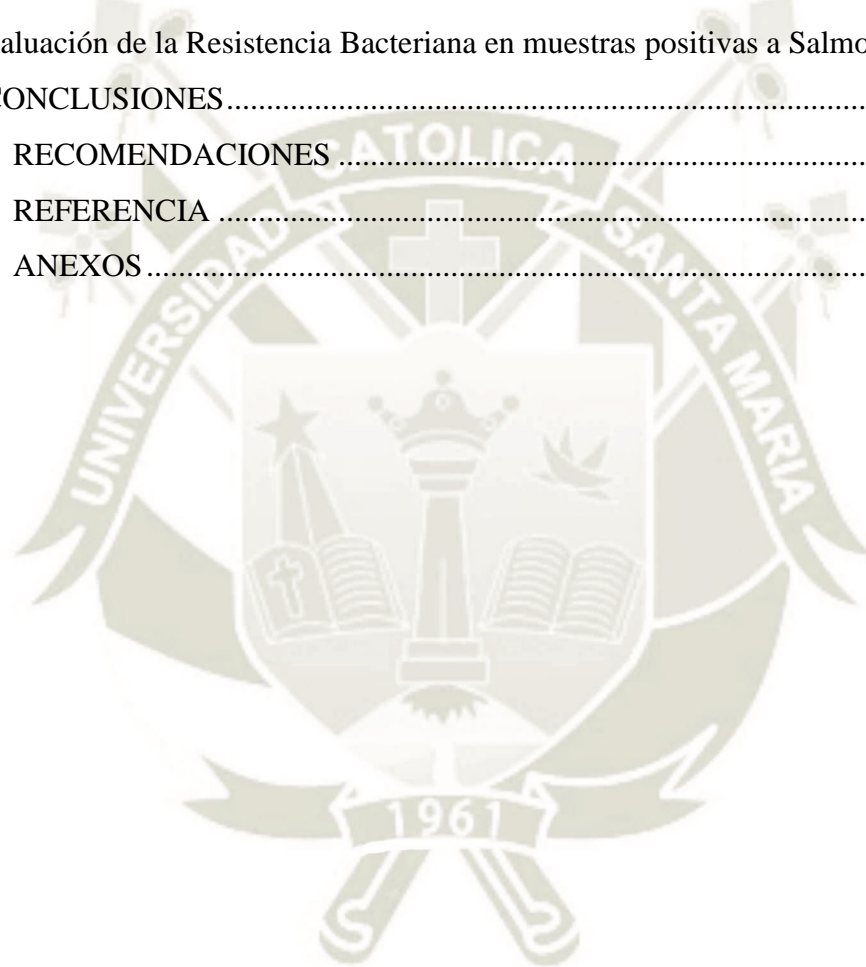 aluación de la Resistencia Bacteriana en muestras positivas a Salmo
CONCLUSIONES....................................................................
RECOMENDACIONES ....................................................................
REFERENCIA ....................................................................
ANEXOS ....................................................................
UNIVERSIDAD CATOLICA SANTA MARIA
1961